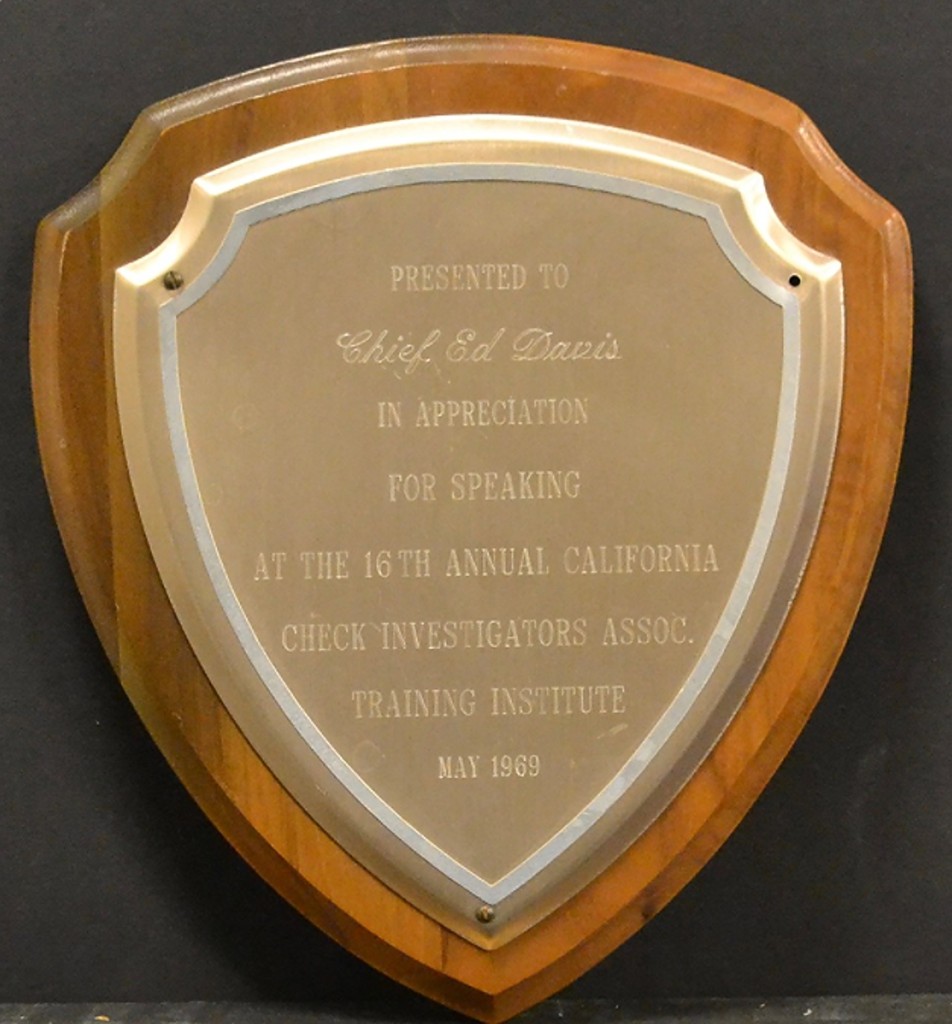 PRESENTED TO
Chief Ed Davis
IN APPRECIATION
FOR SPEAKING
AT THE 16TH ANNUAL CALIFORNIA
CHECK INVESTIGATORS ASSOC.
TRAINING INSTITUTE
MAY 1969